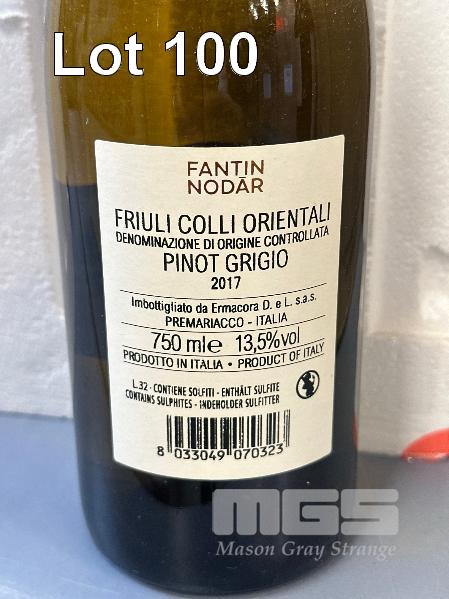 Lot 100
FANTIN
NODĀR
FRIULI COLLI ORIENTALI
DENOMINAZIONE DI ORIGINE CONTROLLATA
PINOT GRIGIO
2017
Imbottigliato da Ermacora D. e L. s.a.s.
PREMARIACCO - ITALIA
750 ml℮ 13,5%vol
PRODOTTO IN ITALIA • PRODUCT OF ITALY
L.32 - CONTIENE SOLFITI - ENTHÄLT SULFITE
CONTAINS SULPHITES - INDEHOLDER SULFITTER
8 033049 070323
MGS
Mason Gray Strange